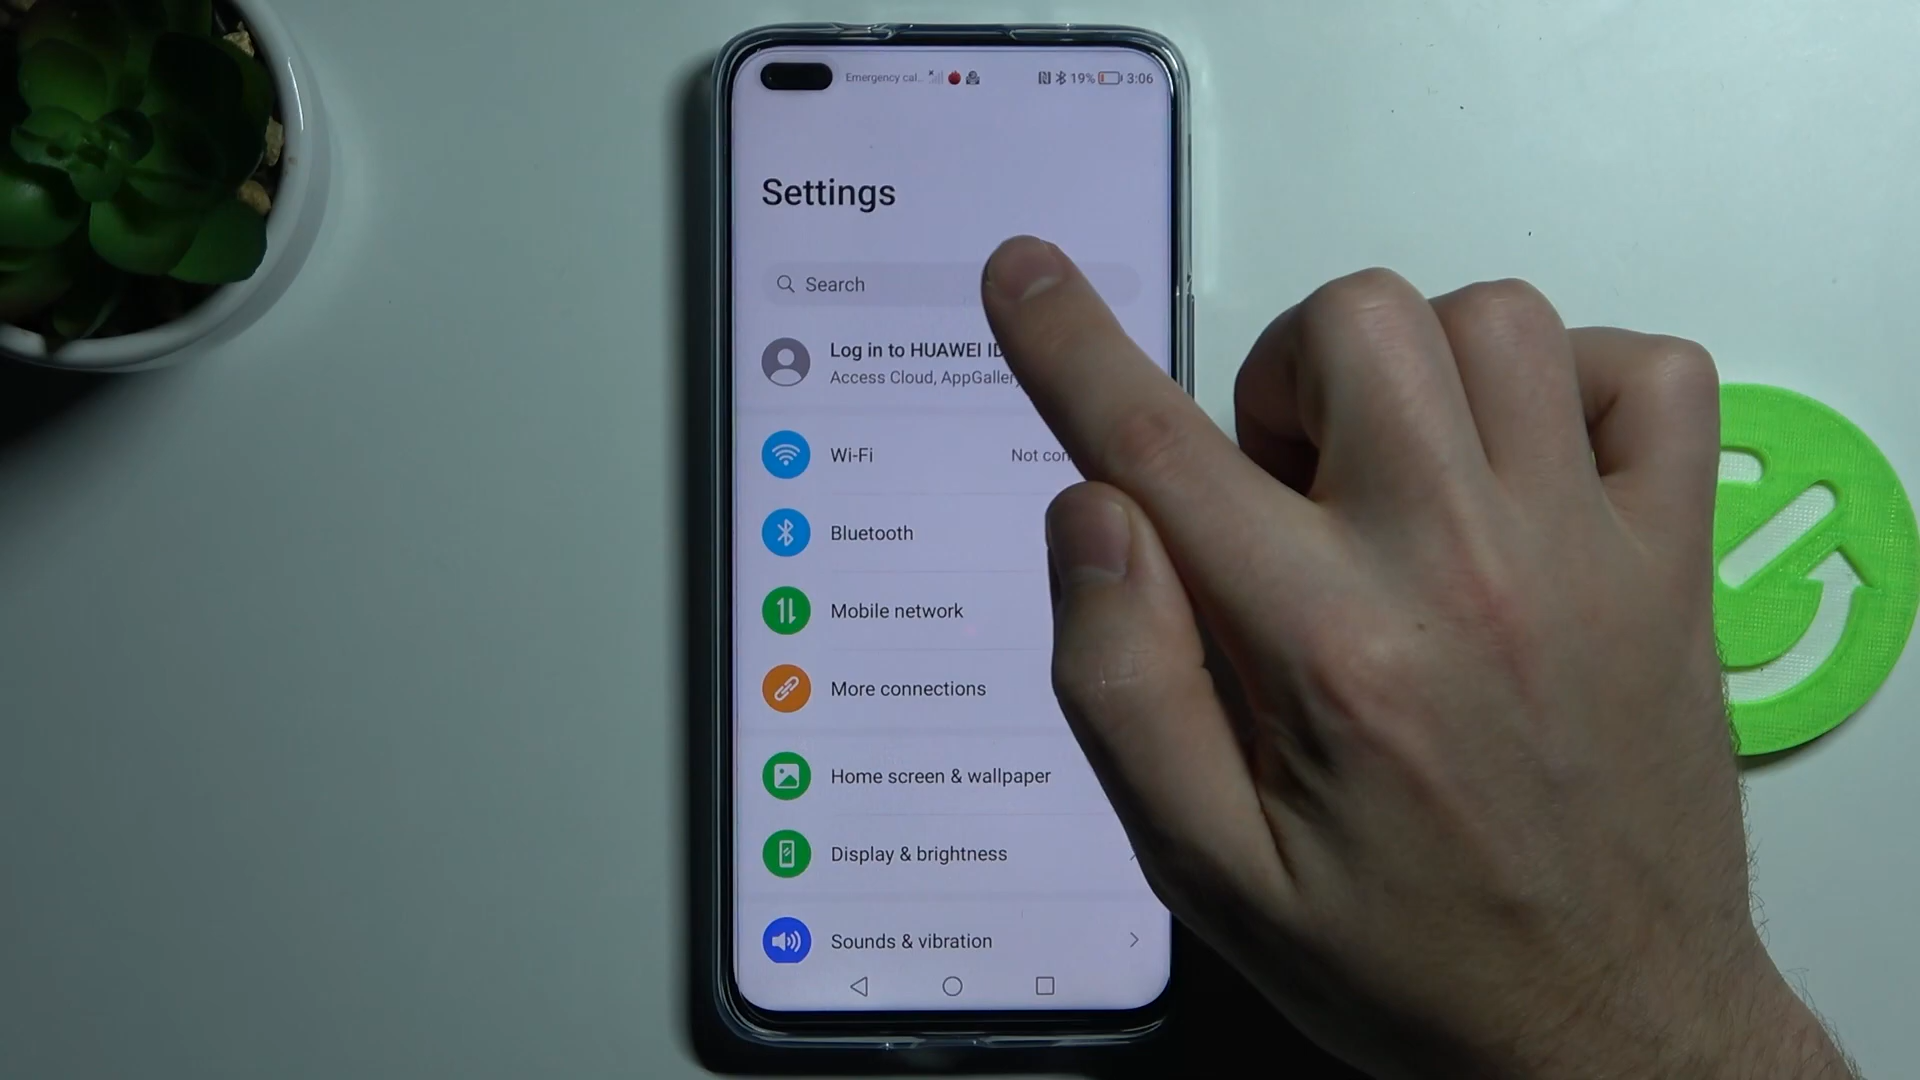 Emergency cal... 19% 3:06
Settings
Search
Log in to HUAWEI ID
Access Cloud, AppGallery
Wi-Fi Not con
Bluetooth
Mobile network
More connections
Home screen & wallpaper
Display & brightness
Sounds & vibration